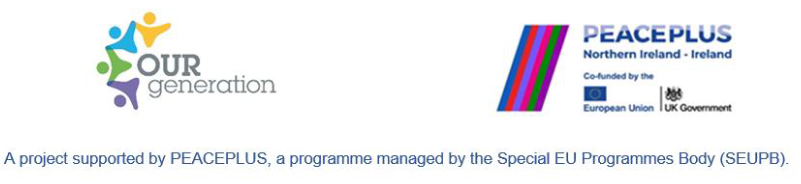 OUR
generation
PEACEPLUS
Northern Ireland - Ireland
Co-funded by the
European Union
UK Government
A project supported by PEACEPLUS, a programme managed by the Special EU Programmes Body (SEUPB).